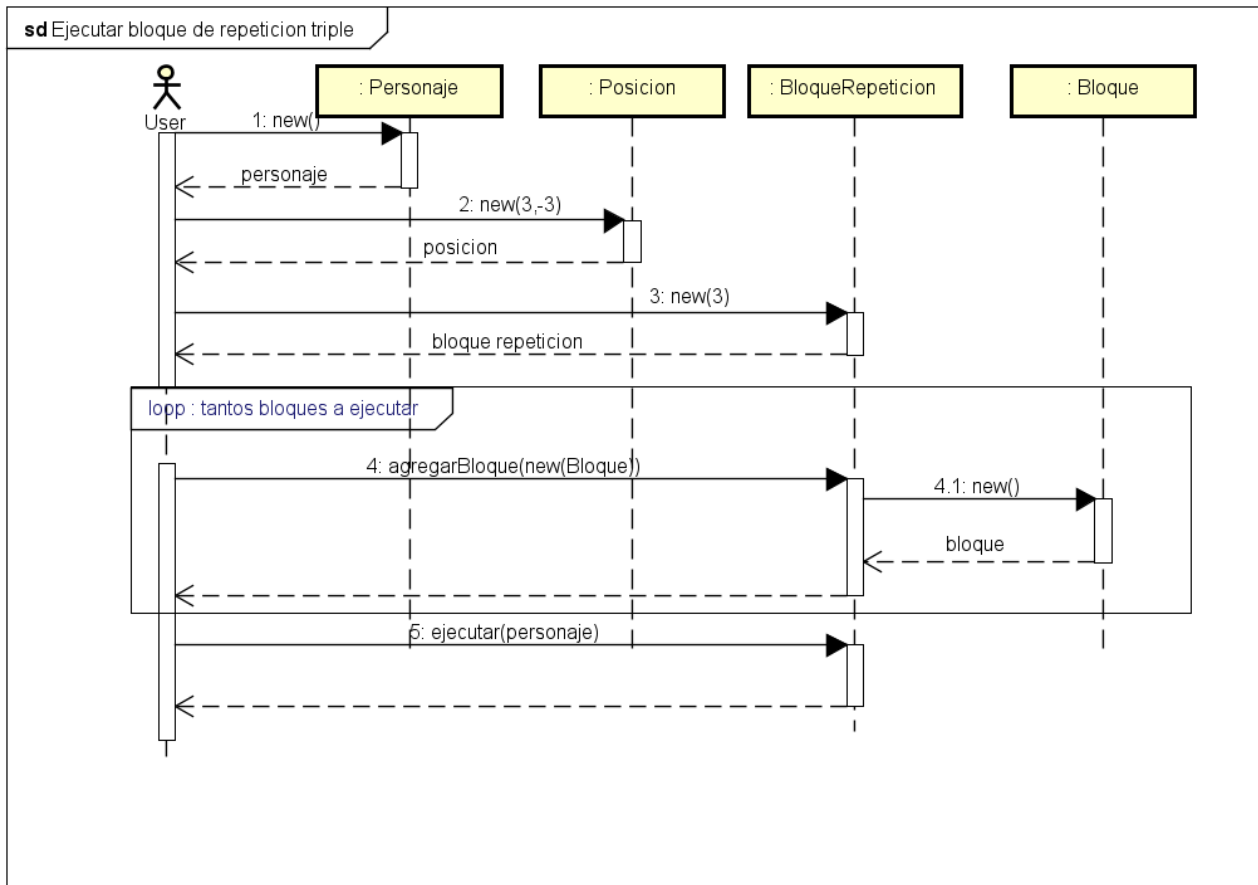 sd Ejecutar bloque de repeticion triple
User
: Personaje
: Posicion
: BloqueRepeticion
: Bloque
1: new()
personaje
2: new(3,-3)
posicion
3: new(3)
bloque repeticion
loop : tantos bloques a ejecutar
4: agregarBloque(new(Bloque))
4.1: new()
bloque
5: ejecutar(personaje)